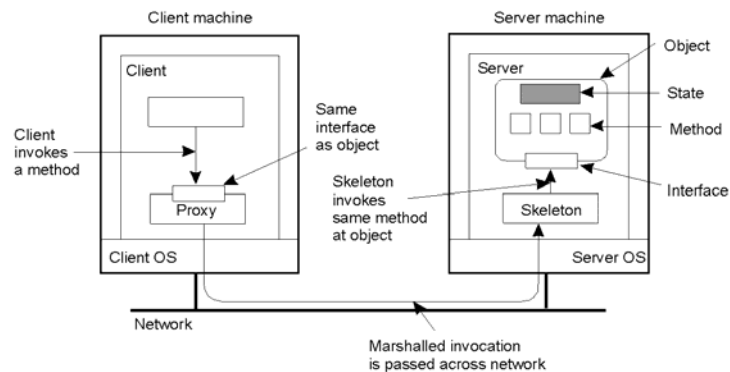 Client machine
Server machine
Client
Server
Object
State
Method
Interface
Client
invokes
a method
Same
interface
as object
Proxy
Skeleton
invokes
same method
at object
Skeleton
Client OS
Server OS
Network
Marshalled invocation
is passed across network